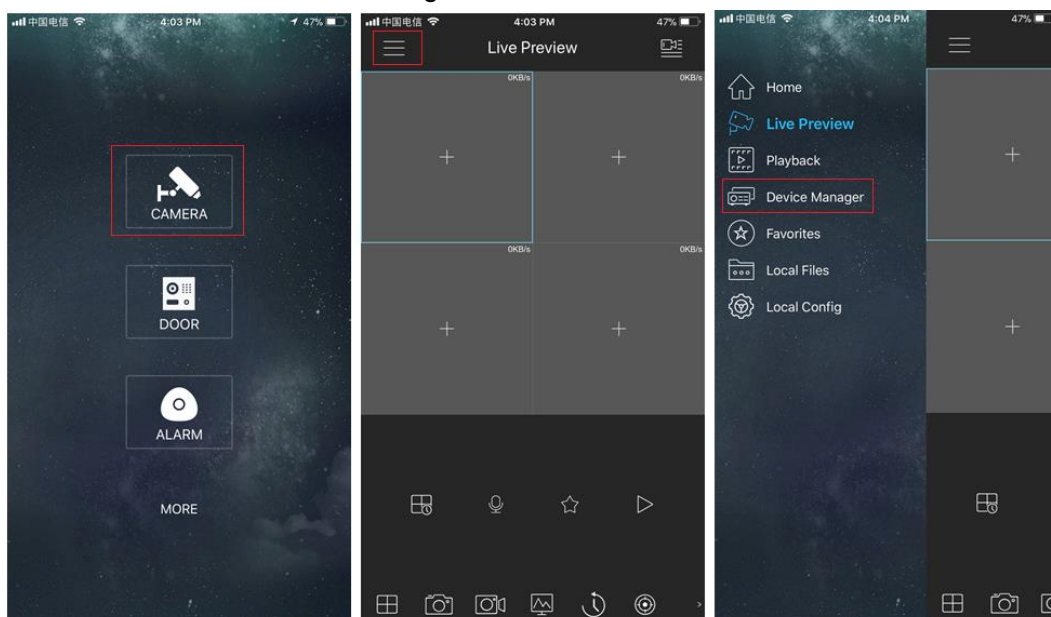 中国电信 4:03 PM 47%
CAMERA
DOOR
ALARM
MORE
中国电信 4:03 PM 47%
Live Preview
0KB/s 0KB/s
0KB/s 0KB/s
中国电信 4:04 PM 47%
Home
Live Preview
Playback
Device Manager
Favorites
Local Files
Local Config